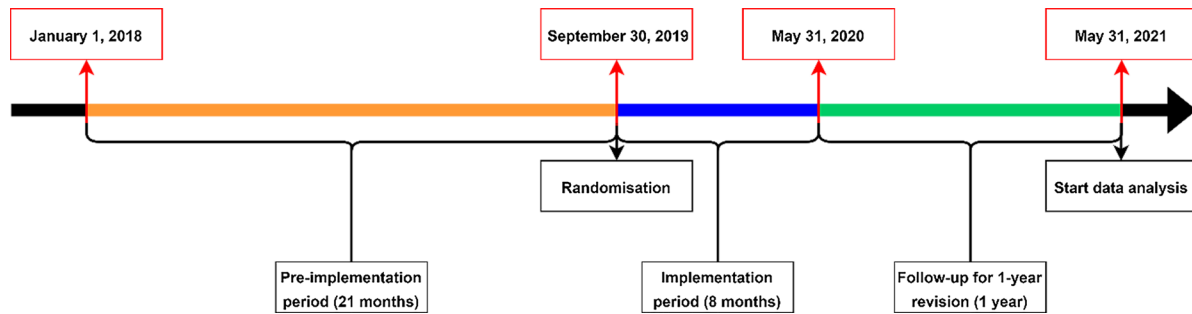 January 1, 2018
September 30, 2019
May 31, 2020
May 31, 2021
Randomisation
Start data analysis
Pre-implementation
period (21 months)
Implementation
period (8 months)
Follow-up for 1-year
revision (1 year)